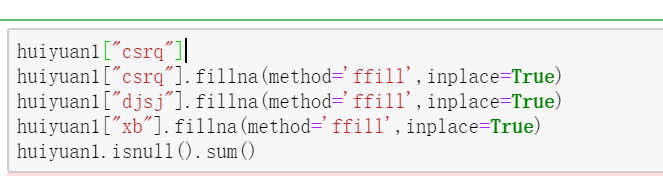 huiyuan1["csrq"]
huiyuan1["csrq"].fillna(method='ffill',inplace=True)
huiyuan1["djsj"].fillna(method='ffill',inplace=True)
huiyuan1["xb"].fillna(method='ffill',inplace=True)
huiyuan1.isnull().sum()